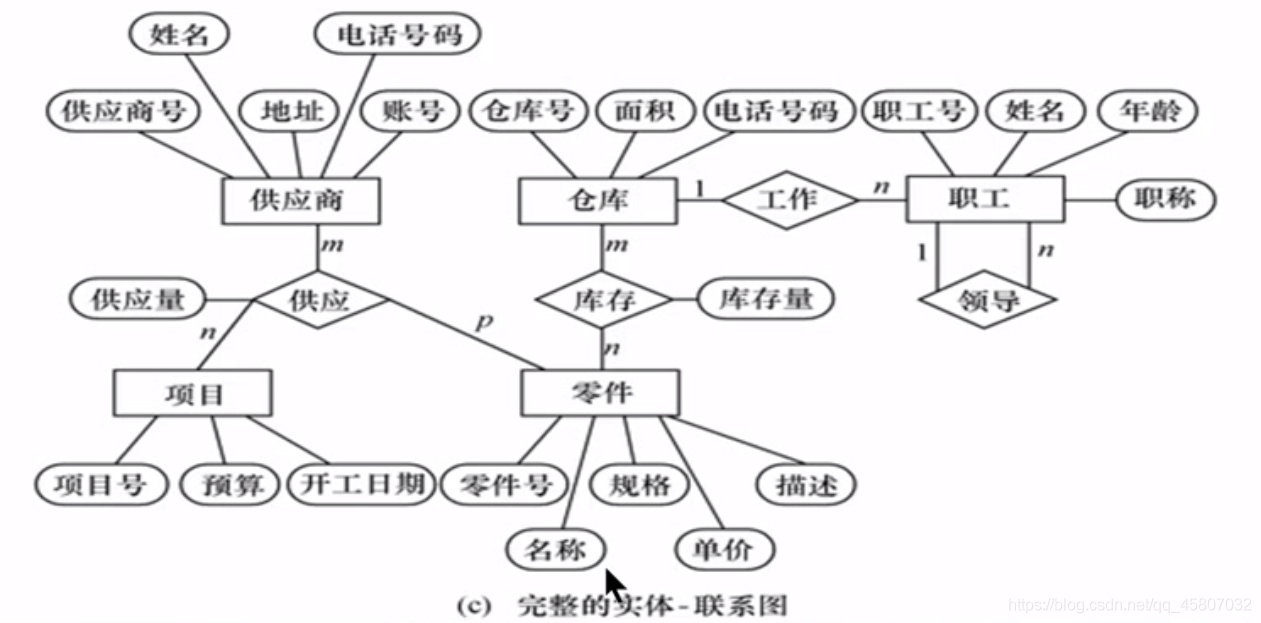 姓名 电话号码
供应商号 地址 账号 仓库号 面积 电话号码 职工号 姓名 年龄
供应商 仓库 1 工作 n 职工 职称
m m 1 n
供应量 供应 库存 库存量 领导
n p n
项目 零件
项目号 预算 开工日期 零件号 规格 描述
名称 单价
(c) 完整的实体-联系图
https://blog.csdn.net/qq_45807032